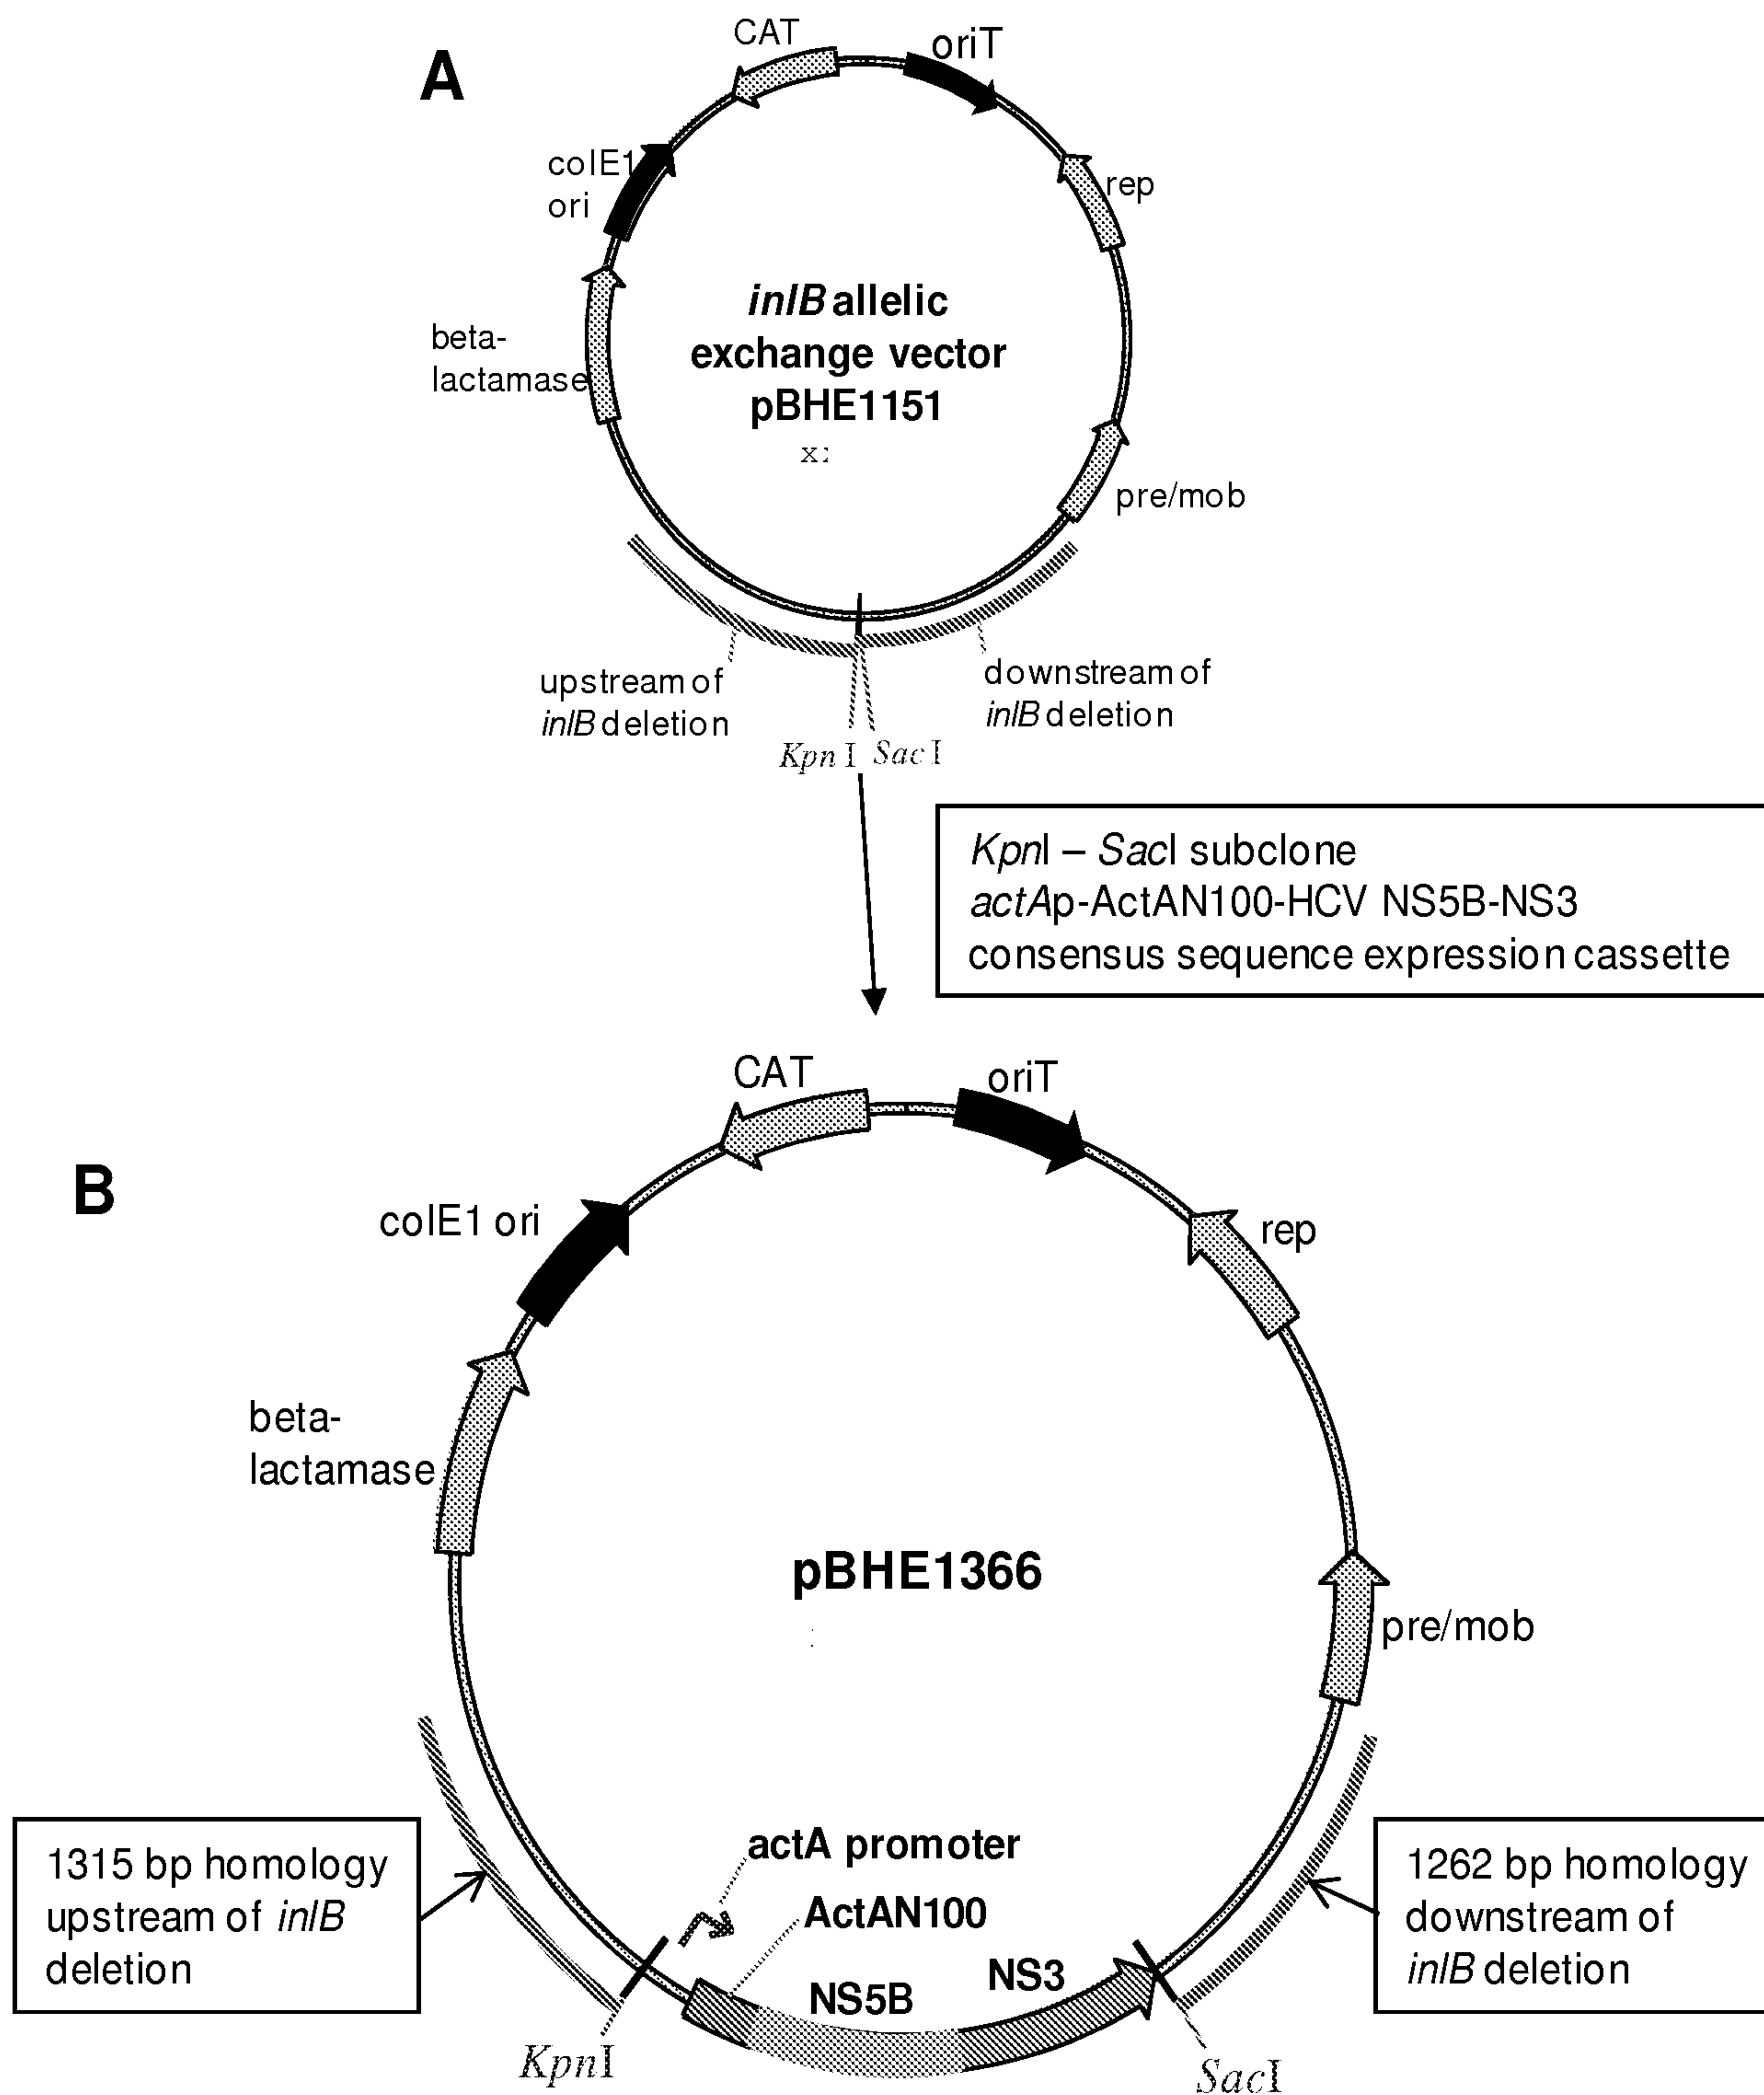 A
CAT
oriT
colE1
ori
rep
inlB allelic
exchange vector
pBHE1151
beta-
lactamase
pre/mob
upstream of
inlB deletion
downstream of
inlB deletion
KpnI SacI
KpnI – SacI subclone
actAp-ActAN100-HCV NS5B-NS3
consensus sequence expression cassette
B
CAT
oriT
colE1 ori
rep
beta-
lactamase
pBHE1366
pre/mob
1315 bp homology
upstream of inlB
deletion
actA promoter
ActAN100
NS5B
NS3
1262 bp homology
downstream of
inlB deletion
KpnI
SacI